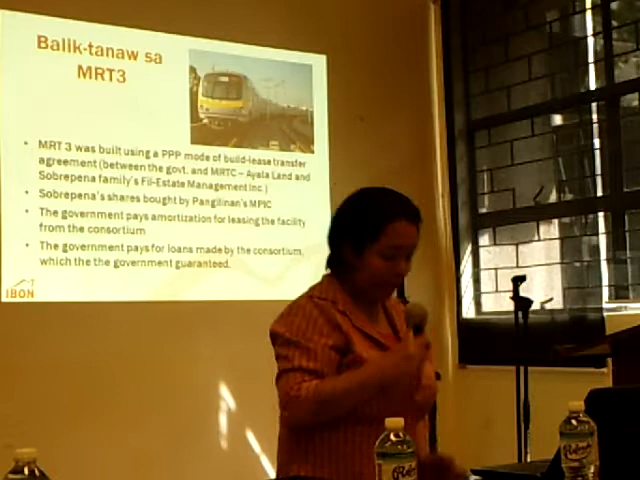 Balik-tanaw sa
MRT3
MRT 3 was built using a PPP mode of build-lease transfer
agreement (between the govt. and MRTC – Ayala Land and
Sobrepena family's Fil-Estate Management Inc.)
Sobrepena's shares bought by Pangilinan's MPIC
The government pays amortization for leasing the facility
from the consortium
The government pays for loans made by the consortium,
which the the government guaranteed.
IBON